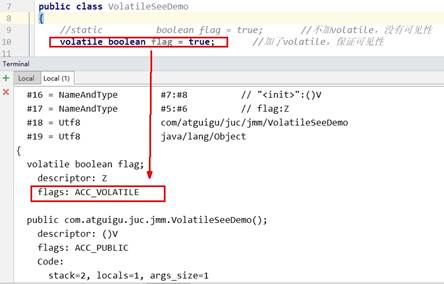 7 public class VolatileSeeDemo
8 {
9 //static boolean flag = true; //不加volatile，没有可见性
10 volatile boolean flag = true; //加了volatile，保证可见性
Terminal
+ Local Local (1)
× #16 = NameAndType #7:#8 // "<init>":()V
#17 = NameAndType #5:#6 // flag:Z
#18 = Utf8 com/atguigu/juc/jmm/VolatileSeeDemo
#19 = Utf8 java/lang/Object
{
volatile boolean flag;
descriptor: Z
flags: ACC_VOLATILE
public com.atguigu.juc.jmm.VolatileSeeDemo();
descriptor: ()V
flags: ACC_PUBLIC
Code:
stack=2, locals=1, args_size=1